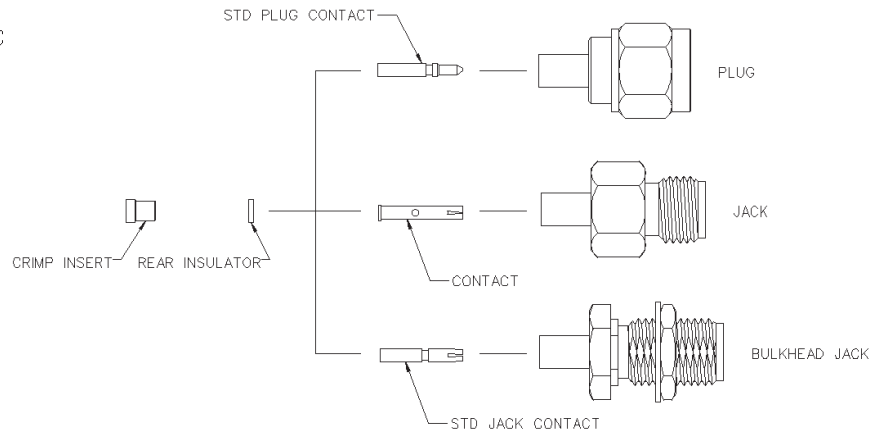 STD PLUG CONTACT
C
PLUG
JACK
CRIMP INSERT
REAR INSULATOR
CONTACT
BULKHEAD JACK
STD JACK CONTACT